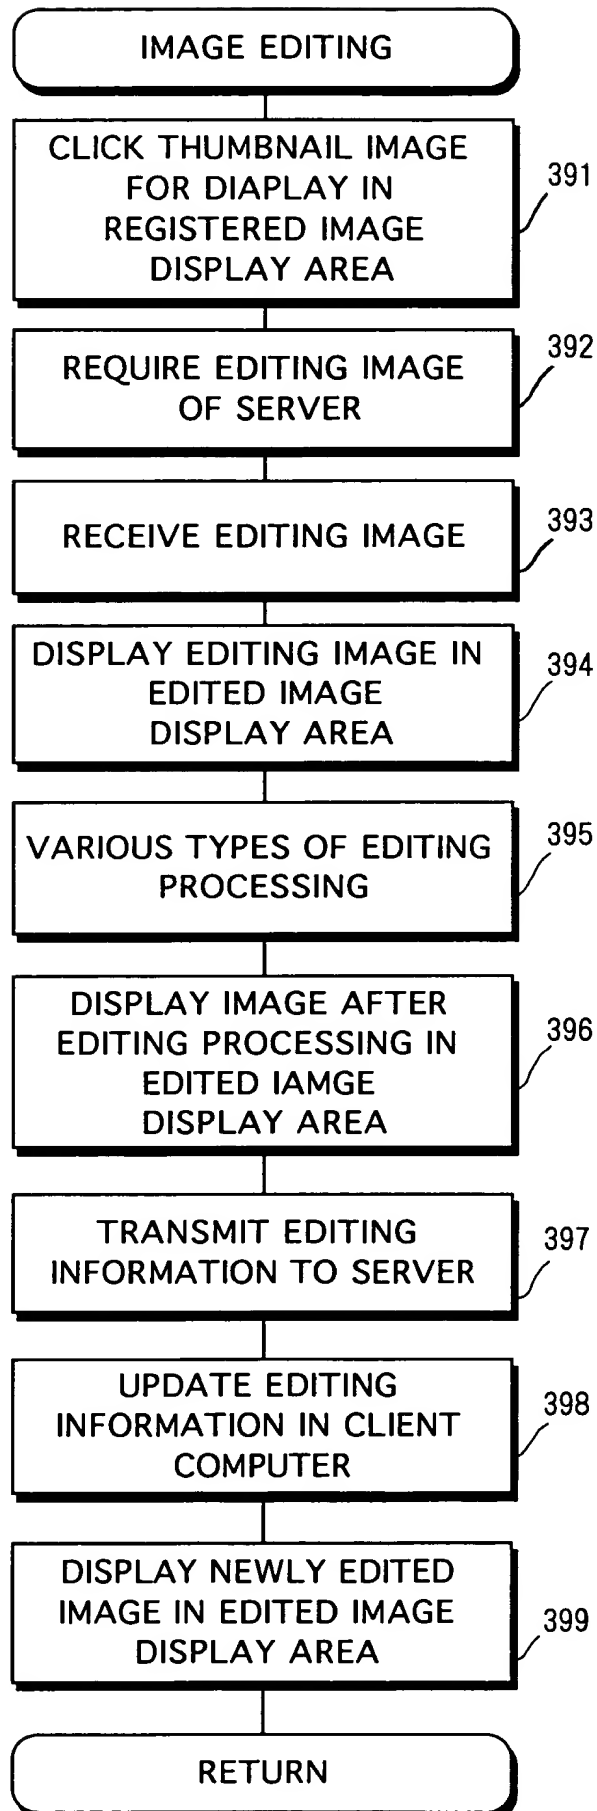 IMAGE EDITING
CLICK THUMBNAIL IMAGE
FOR DIAPLAY IN
REGISTERED IMAGE
DISPLAY AREA
391
REQUIRE EDITING IMAGE
OF SERVER
392
RECEIVE EDITING IMAGE
393
DISPLAY EDITING IMAGE IN
EDITED IMAGE
DISPLAY AREA
394
VARIOUS TYPES OF EDITING
PROCESSING
395
DISPLAY IMAGE AFTER
EDITING PROCESSING IN
EDITED IAMGE
DISPLAY AREA
396
TRANSMIT EDITING
INFORMATION TO SERVER
397
UPDATE EDITING
INFORMATION IN CLIENT
COMPUTER
398
DISPLAY NEWLY EDITED
IMAGE IN EDITED IMAGE
DISPLAY AREA
399
RETURN